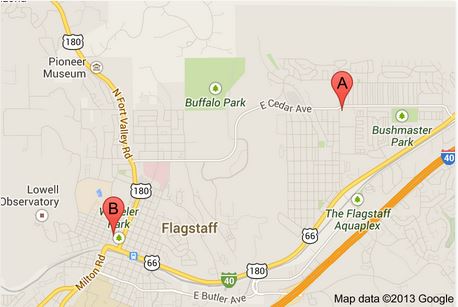 180
Pioneer
Museum
N Fort Valley Rd
Buffalo Park
E Cedar Ave
A
Bushmaster
Park
40
180
Lowell
Observatory
B
Park
Flagstaff
The Flagstaff
Aquaplex
66
66
180
40
Milton Rd
E Butler Ave
Map data ©2013 Google